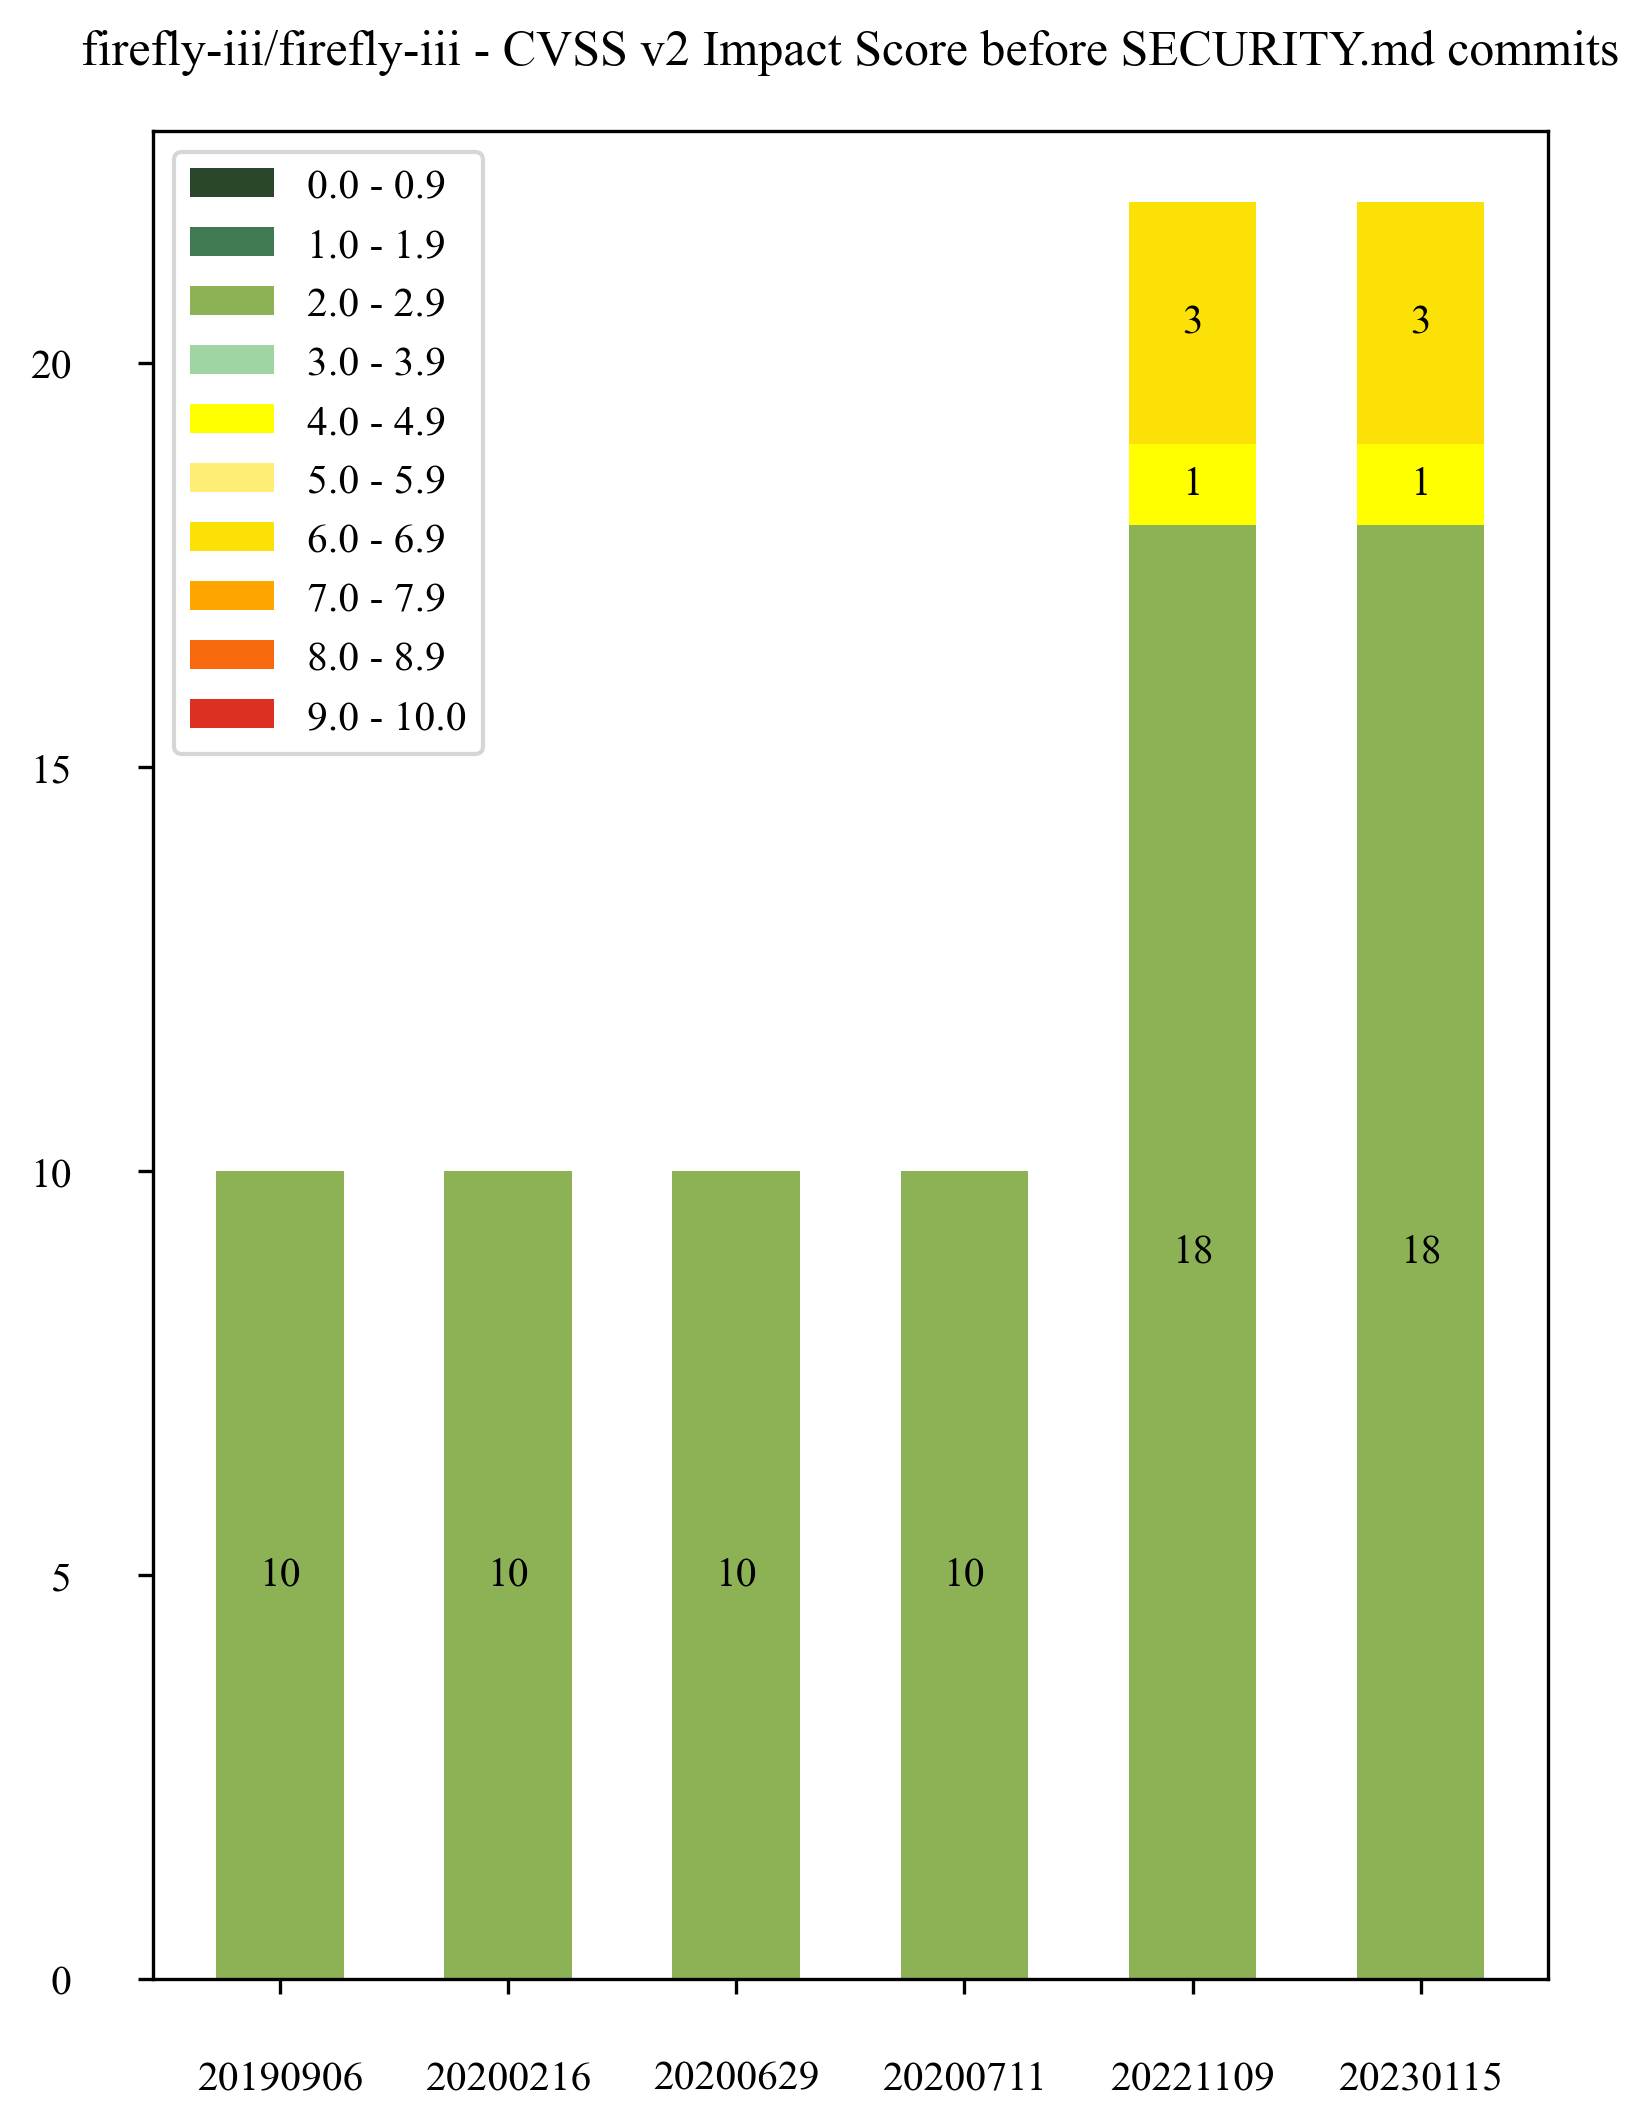 firefly-iii/firefly-iii - CVSS v2 Impact Score before SECURITY.md commits
0.0 - 0.9
1.0 - 1.9
2.0 - 2.9
3.0 - 3.9
4.0 - 4.9
5.0 - 5.9
6.0 - 6.9
7.0 - 7.9
8.0 - 8.9
9.0 - 10.0
20
15
10
5
0
3 3
1 1
18 18
10 10 10 10
20190906 20200216 20200629 20200711 20221109 20230115